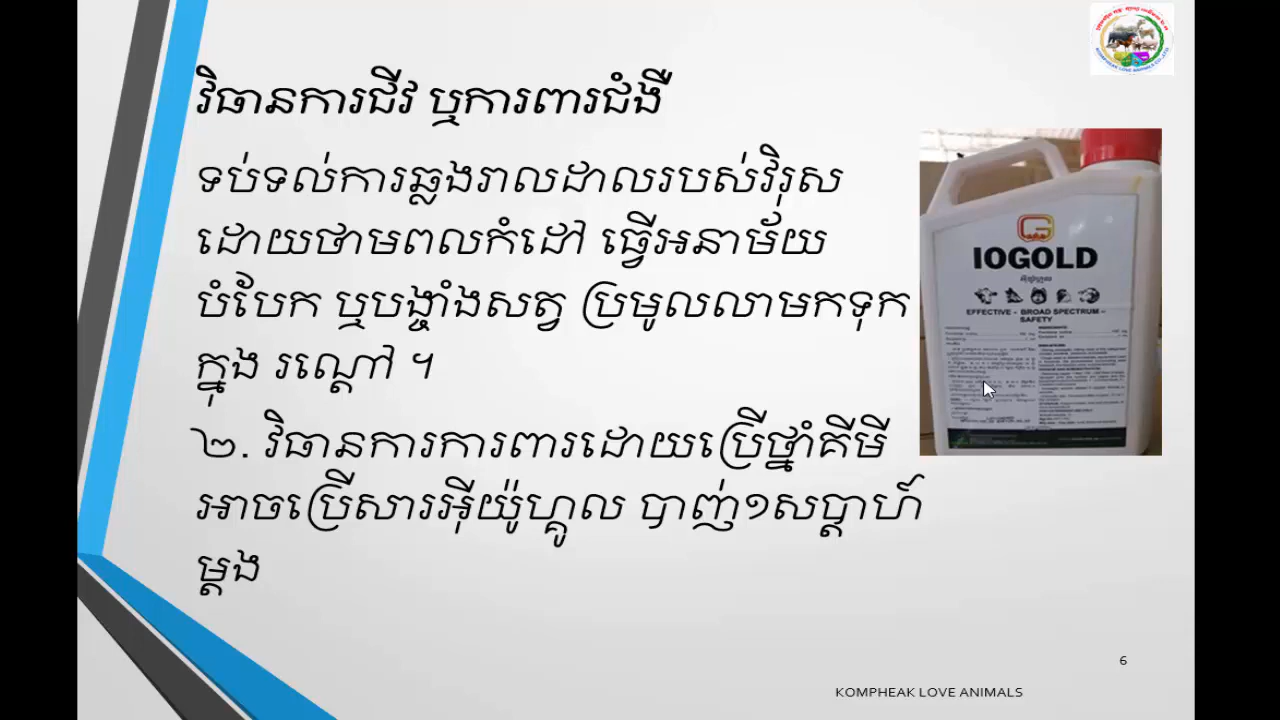 វិធានការជីវ ឬការពារជំងឺ
ទប់ទល់ការឆ្លងរាលដាលរបស់វិរុស
ដោយថាមពលកំដៅ ធ្វើអនាម័យ
បំបែក ឬបង្ខាំងសត្វ ប្រមូលលាមកទុក
ក្នុង រណ្តៅ ។
២. វិធានការការពារដោយប្រើថ្នាំគីមី
អាចប្រើសារអ៊ីយ៉ូហ្គូល បាញ់១សប្តាហ៍
ម្តង
IOGOLD
អ៊ីយ៉ូហ្គោល
EFFECTIVE - BROAD SPECTRUM -
SAFETY
6
KOMPHEAK LOVE ANIMALS